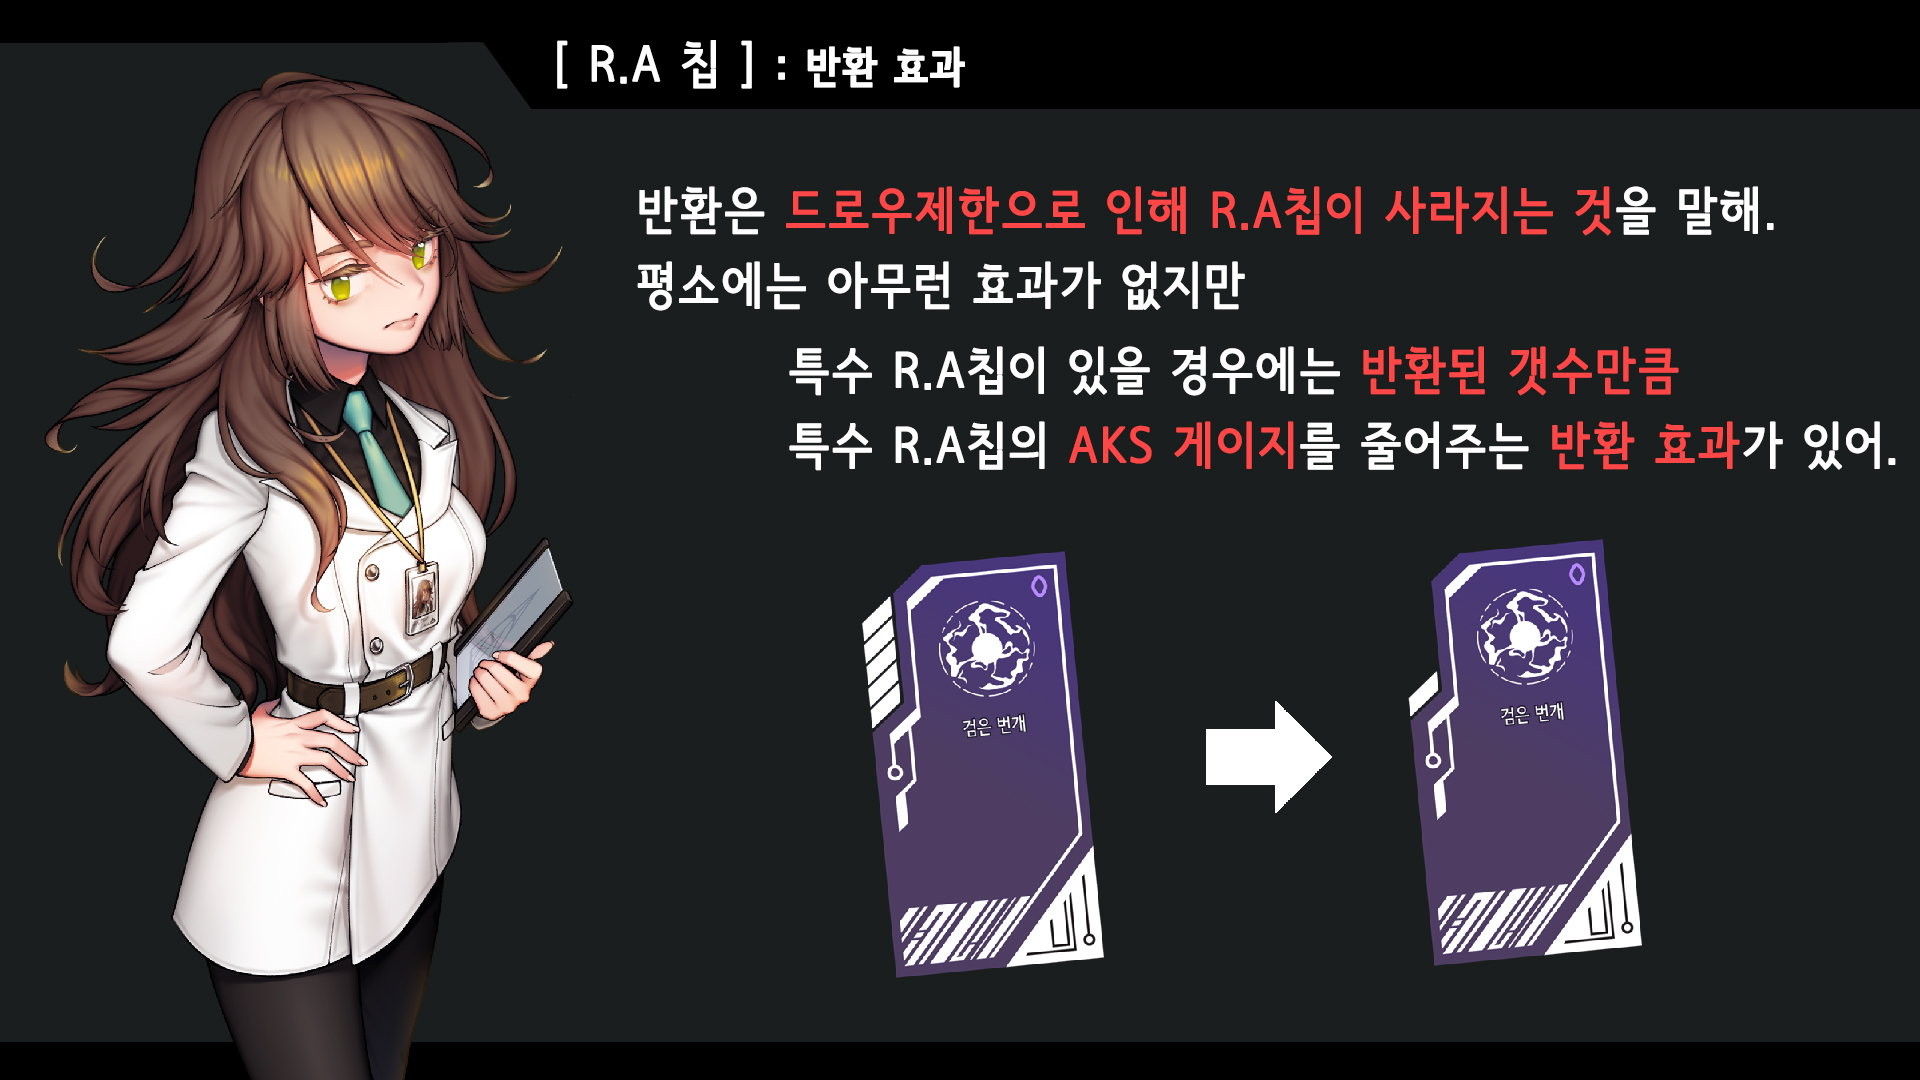 [ R.A 칩 ] : 반환 효과
반환은 드로우제한으로 인해 R.A칩이 사라지는 것을 말해.
평소에는 아무런 효과가 없지만
특수 R.A칩이 있을 경우에는 반환된 갯수만큼
특수 R.A칩의 AKS 게이지를 줄어주는 반환 효과가 있어.
검은 번개
검은 번개